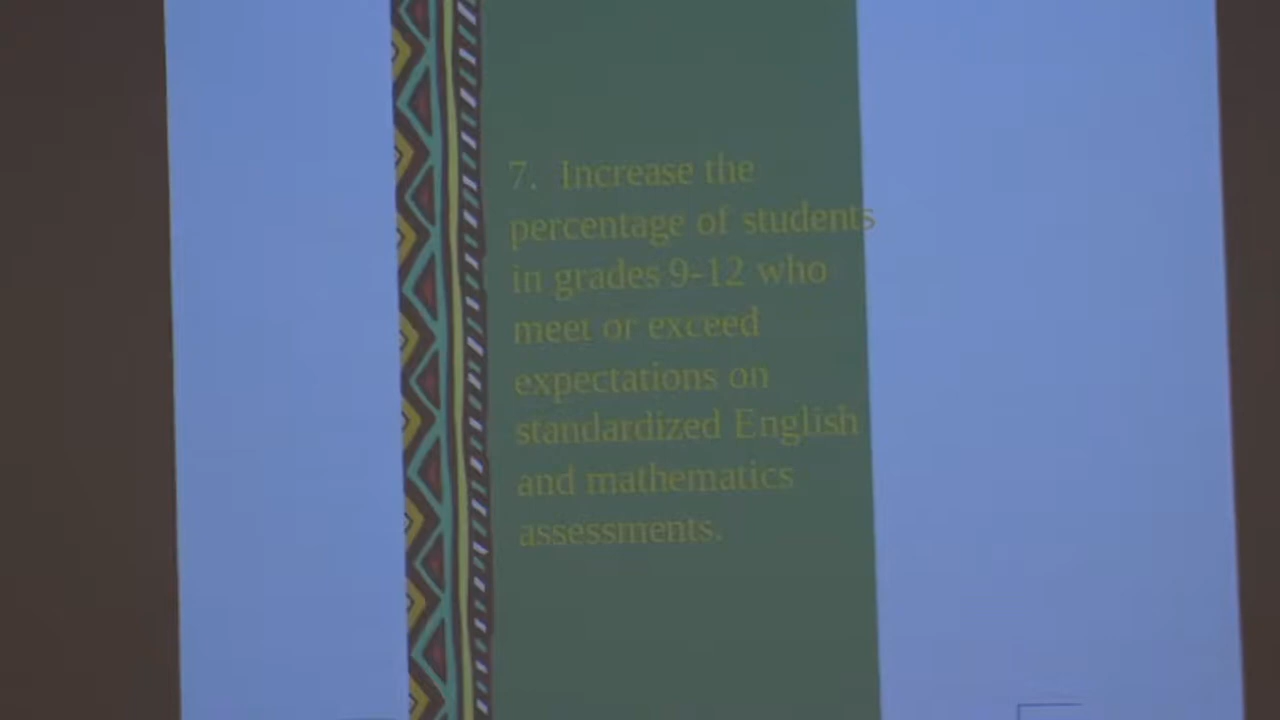 7. Increase the
percentage of students
in grades 9-12 who
meet or exceed
expectations on
standardized English
and mathematics
assessments.